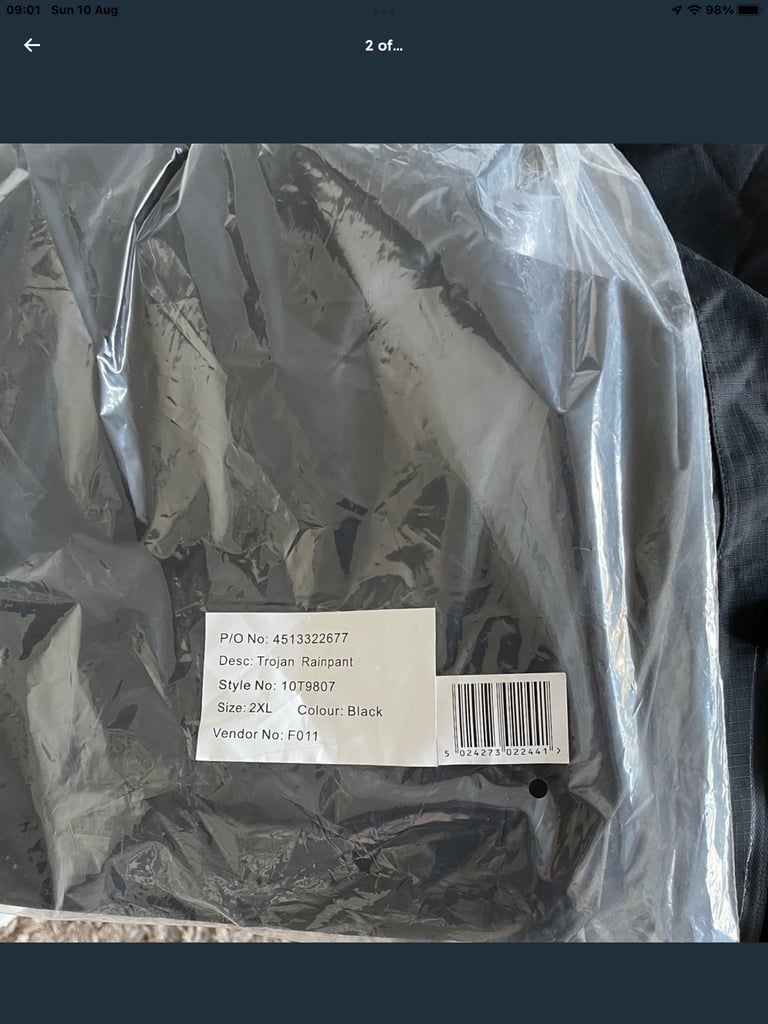 09:01 Sun 10 Aug
98%
2 of...
P/O No: 4513322677
Desc: Trojan Rainpant
Style No: 10T9807
Size: 2XL Colour: Black
Vendor No: F011
5 024273 022441 >